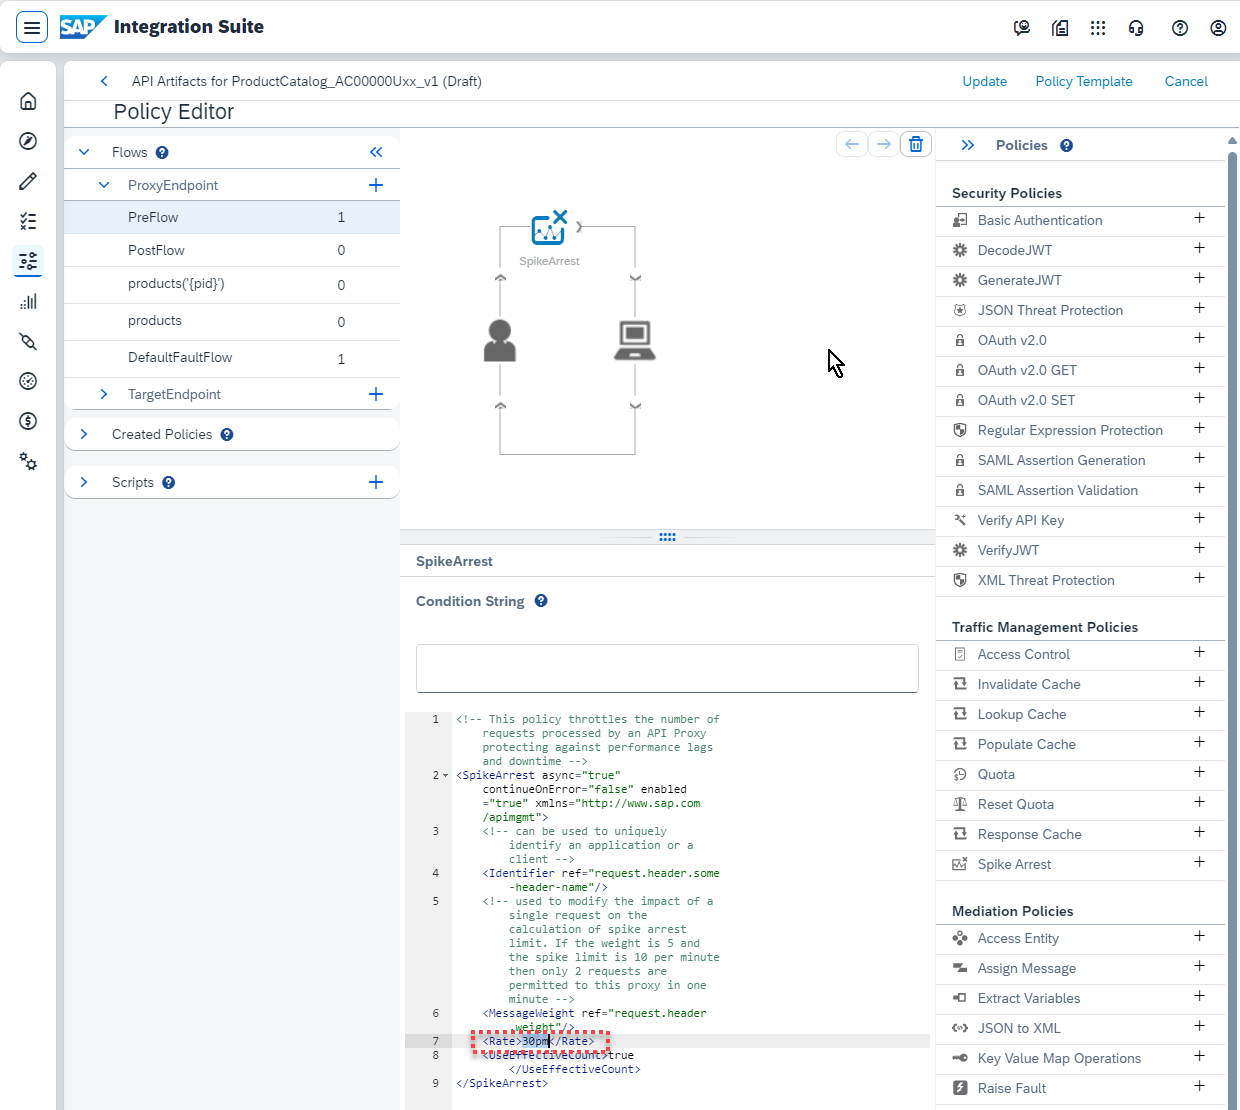 SAP Integration Suite
API Artifacts for ProductCatalog_AC00000Uxx_v1 (Draft)
Update
Policy Template
Cancel
Policy Editor
Flows
ProxyEndpoint
PreFlow 1
PostFlow 0
products('{pid}') 0
products 0
DefaultFaultFlow 1
TargetEndpoint
Created Policies
Scripts
SpikeArrest
SpikeArrest
Condition String
1 <!-- This policy throttles the number of
requests processed by an API Proxy
protecting against performance lags
and downtime -->
2 <SpikeArrest async="true"
continueOnError="false" enabled
="true" xmlns="http://www.sap.com
/apimgmt">
3 <!-- can be used to uniquely
identify an application or a
client -->
4 <Identifier ref="request.header.some
-header-name"/>
5 <!-- used to modify the impact of a
single request on the
calculation of spike arrest
limit. If the weight is 5 and
the spike limit is 10 per minute
then only 2 requests are
permitted to this proxy in one
minute -->
6 <MessageWeight ref="request.header
.weight"/>
7 <Rate>30pm</Rate>
8 <UseEffectiveCount>true
</UseEffectiveCount>
9 </SpikeArrest>
Policies
Security Policies
Basic Authentication
DecodeJWT
GenerateJWT
JSON Threat Protection
OAuth v2.0
OAuth v2.0 GET
OAuth v2.0 SET
Regular Expression Protection
SAML Assertion Generation
SAML Assertion Validation
Verify API Key
VerifyJWT
XML Threat Protection
Traffic Management Policies
Access Control
Invalidate Cache
Lookup Cache
Populate Cache
Quota
Reset Quota
Response Cache
Spike Arrest
Mediation Policies
Access Entity
Assign Message
Extract Variables
JSON to XML
Key Value Map Operations
Raise Fault